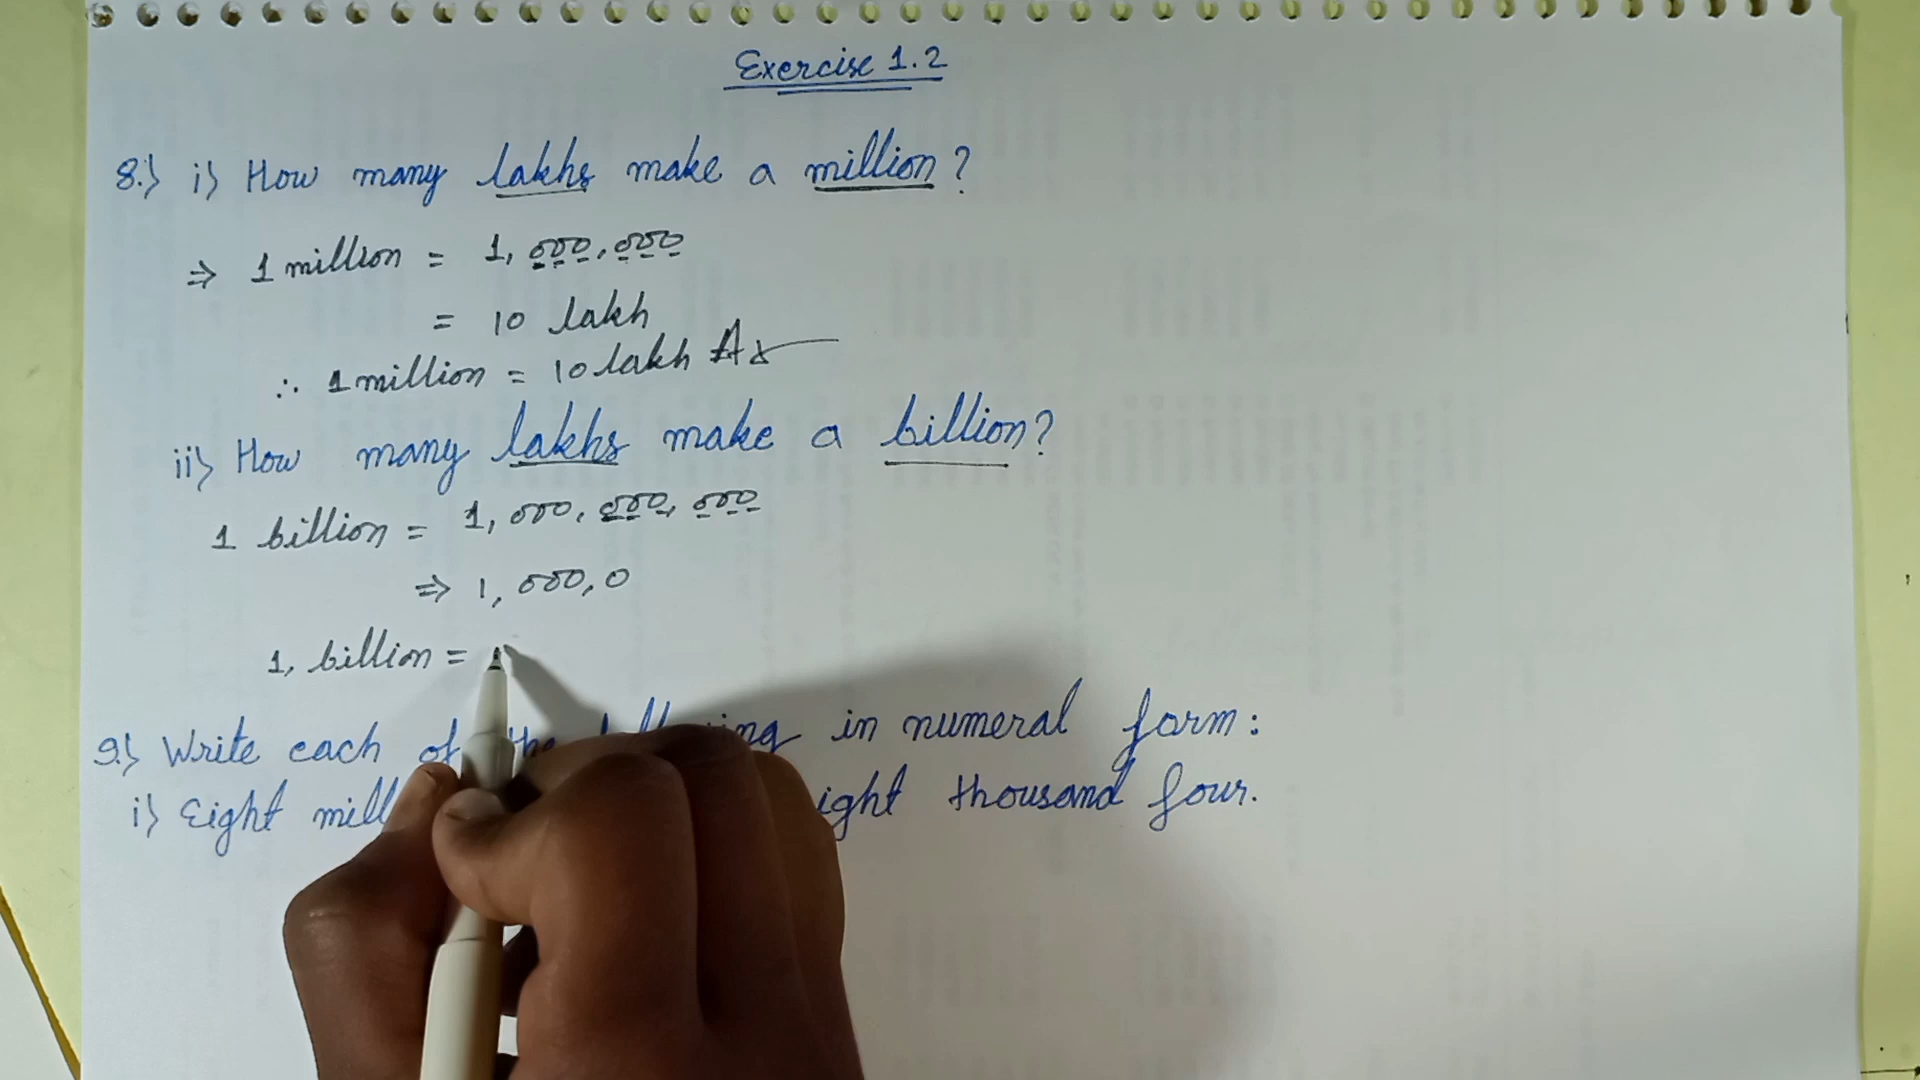 Exercise 1.2
8.) i) How many lakhs make a million?
⇒ 1 million = 1,000,000
= 10 lakh
∴ 1 million = 10 lakh
ii) How many lakhs make a billion?
1 billion = 1,000,000,000
⇒ 1,000,0
1, billion =
9.) Write each of the in numeral form:
i) Eight thousand four.